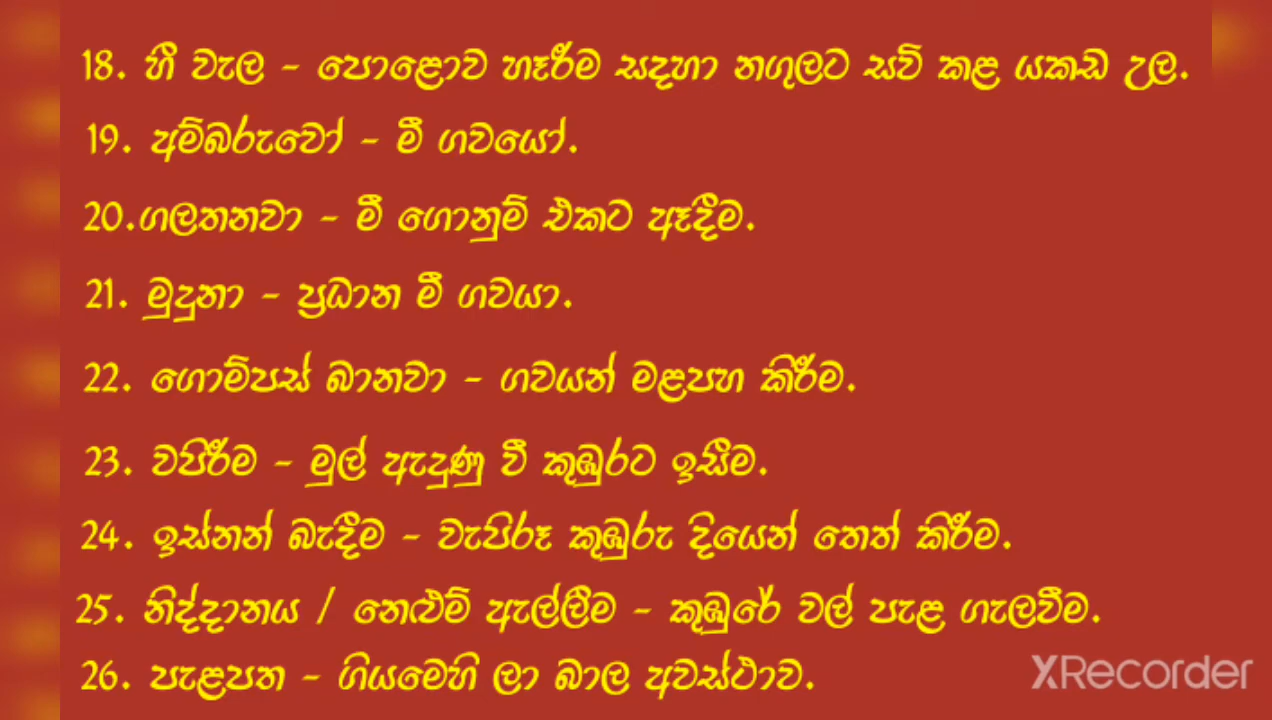 18. හී වැල - පොළොව හෑරීම සදහා නගුලට සවි කළ යකඩ උල.
19. අම්බරුවෝ - මී ගවයෝ.
20.ගලතනවා - මී ගොනුම් එකට ඈදීම.
21. මුදුනා - ප්‍රධාන මී ගවයා.
22. ගොම්පස් බානවා - ගවයන් මළපහ කිරීම.
23. වපිරීම - මුල් ඇදුණු වී කුඹුරට ඉසීම.
24. ඉස්නන් බැදීම - වැපිරූ කුඹුරු දියෙන් තෙත් කිරීම.
25. නිද්දානය / නෙළුම් ඇල්ලීම - කුඹුරේ වල් පැළ ගැලවීම.
26. පැළපත - ගියමෙහි ලා බාල අවස්ථාව.
XRecorder